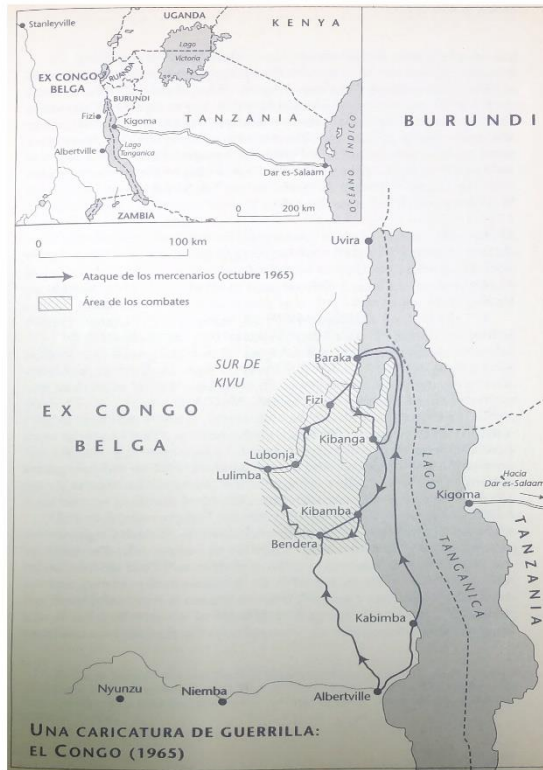 UGANDA
KENYA
Stanleyville
Lago
Victoria
EX CONGO
BELGA
RUANDA
BURUNDI
Fizi
Kigoma
TANZANIA
Albertville
Lago
Tanganica
Dar es-Salaam
OCÉANO ÍNDICO
ZAMBIA
0 200 km
BURUNDI
0 100 km
Ataque de los mercenarios (octubre 1965)
Área de los combates
Uvira
SUR DE
KIVU
Baraka
EX CONGO
BELGA
Fizi
Kibanga
Lubonja
Lulimba
LAGO
TANGANICA
Kigoma
Hacia
Dar es-Salaam
TANZANIA
Kibamba
Bendera
Kabimba
Nyunzu
Niemba
Albertville
UNA CARICATURA DE GUERRILLA:
EL CONGO (1965)